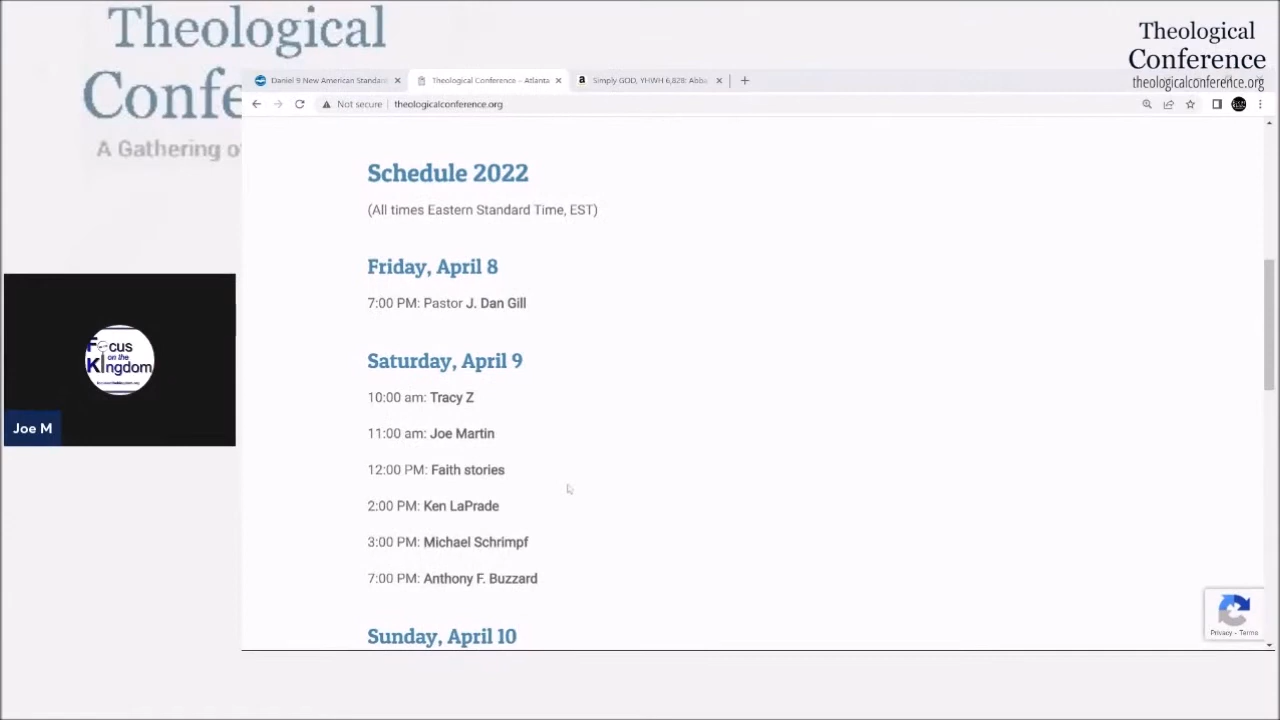 Theological
Confe
A Gathering o
Theological
Conference
theologicalconference.org
Daniel 9 New American Standard
Theological Conference – Atlanta
Simply GOD, YHWH 6,828: Abba
Not secure
theologicalconference.org
Schedule 2022
(All times Eastern Standard Time, EST)
Friday, April 8
7:00 PM: Pastor J. Dan Gill
Saturday, April 9
10:00 am: Tracy Z
11:00 am: Joe Martin
12:00 PM: Faith stories
2:00 PM: Ken LaPrade
3:00 PM: Michael Schrimpf
7:00 PM: Anthony F. Buzzard
Sunday, April 10
Focus
on the
Kingdom
Joe M
Privacy - Terms